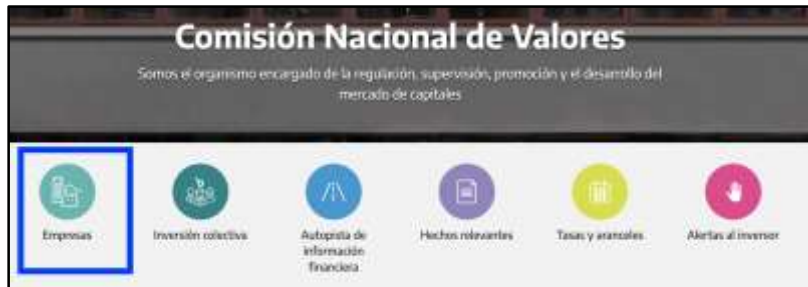 Comisión Nacional de Valores
Somos el organismo encargado de la regulación, supervisión, promoción y el desarrollo del
mercado de capitales
Empresas
Inversión colectiva
Autopista de
información
financiera
Hechos relevantes
Tasas y aranceles
Alertas al inversor